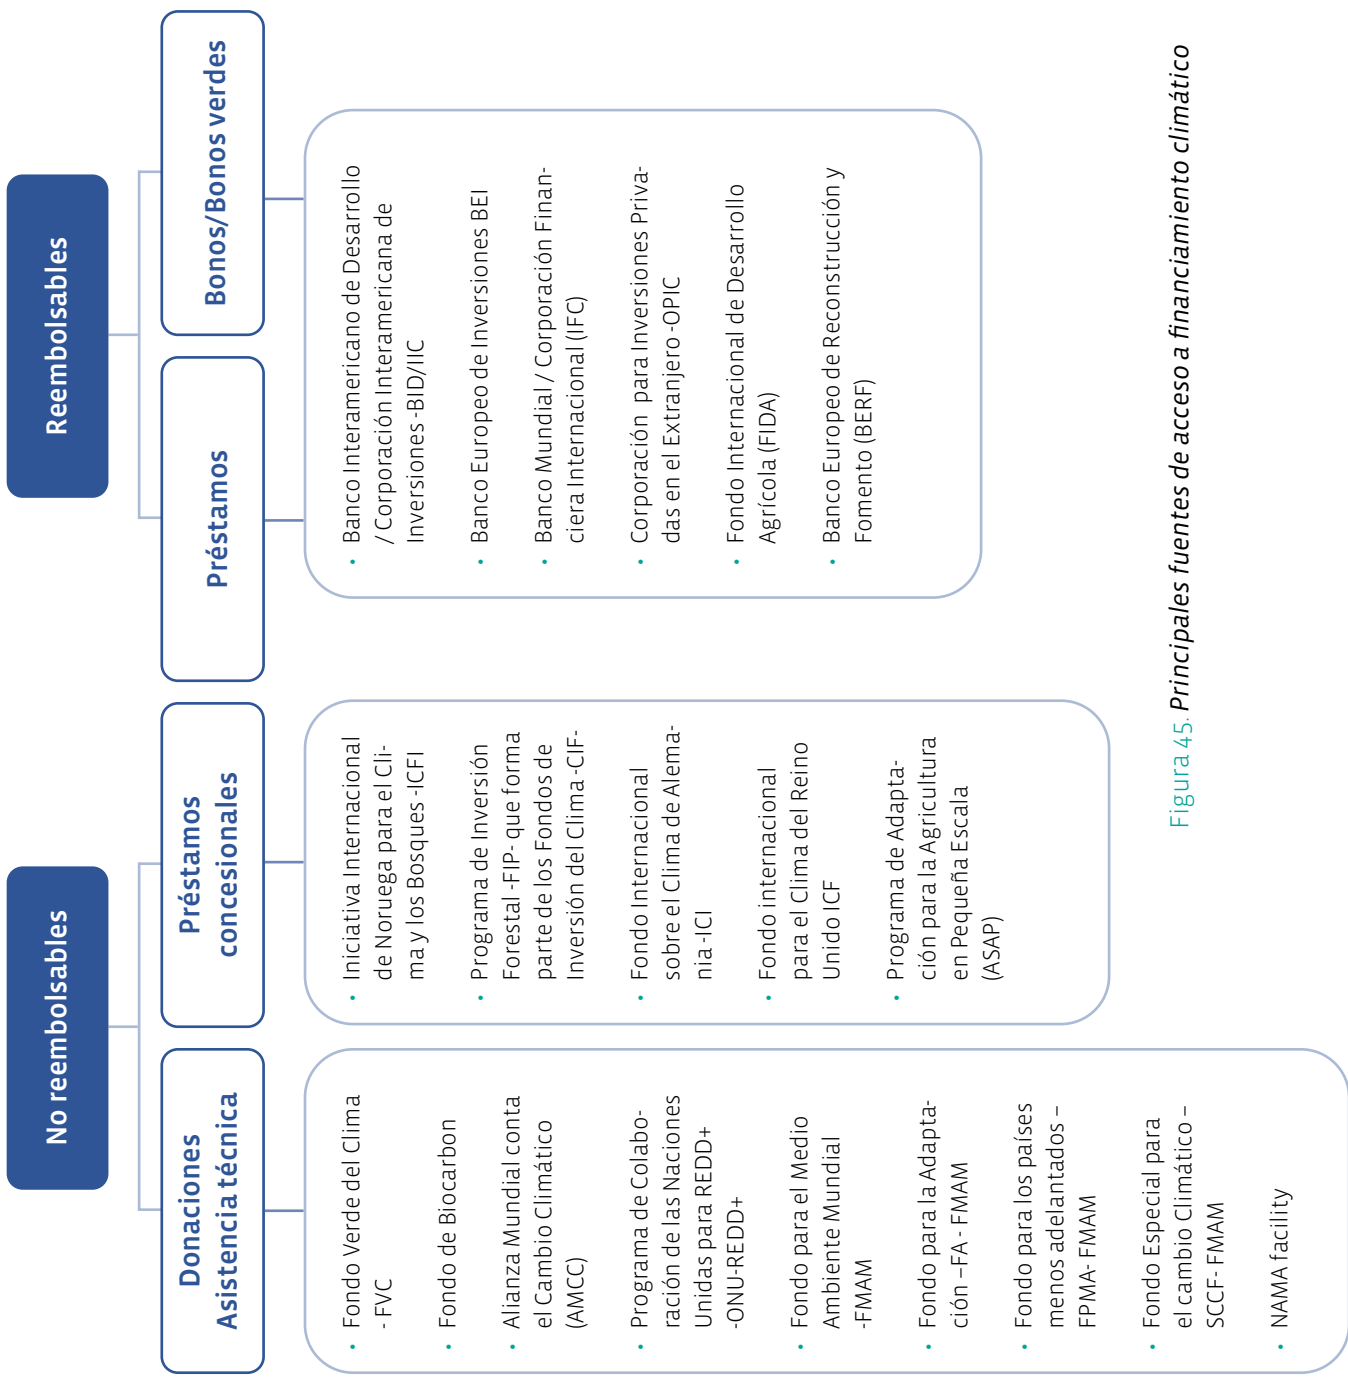 No reembolsables
Donaciones
Asistencia técnica
• Fondo Verde del Clima
- FVC
• Fondo de Biocarbon
• Alianza Mundial conta
el Cambio Climático
(AMCC)
• Programa de Colabo-
ración de las Naciones
Unidas para REDD+
-ONU-REDD+
• Fondo para el Medio
Ambiente Mundial
-FMAM
• Fondo para la Adapta-
ción –FA - FMAM
• Fondo para los países
menos adelantados –
FPMA- FMAM
• Fondo Especial para
el cambio Climático –
SCCF- FMAM
• NAMA facility
Préstamos
concesionales
• Iniciativa Internacional
de Noruega para el Cli-
ma y los Bosques -ICFI
• Programa de Inversión
Forestal -FIP- que forma
parte de los Fondos de
Inversión del Clima -CIF-
• Fondo Internacional
sobre el Clima de Alema-
nia -ICI
• Fondo internacional
para el Clima del Reino
Unido ICF
• Programa de Adapta-
ción para la Agricultura
en Pequeña Escala
(ASAP)
Reembolsables
Préstamos
Bonos/Bonos verdes
• Banco Interamericano de Desarrollo
/ Corporación Interamericana de
Inversiones -BID/IIC
• Banco Europeo de Inversiones BEI
• Banco Mundial / Corporación Finan-
ciera Internacional (IFC)
• Corporación para Inversiones Priva-
das en el Extranjero -OPIC
• Fondo Internacional de Desarrollo
Agrícola (FIDA)
• Banco Europeo de Reconstrucción y
Fomento (BERF)
Figura 45. Principales fuentes de acceso a financiamiento climático